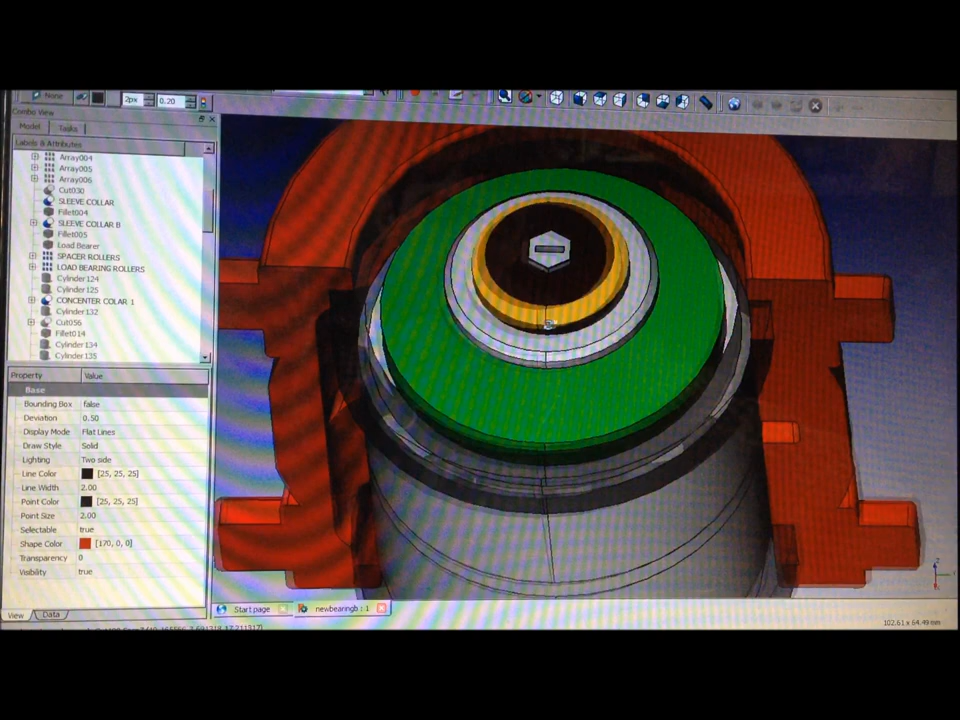 None
2px
0.20
Combo View
Model
Tasks
Labels & Attributes
Array004
Array005
Array006
Cut030
SLEEVE COLLAR
Fillet004
SLEEVE COLLAR B
Fillet005
Load Bearer
SPACER ROLLERS
LOAD BEARING ROLLERS
Cylinder124
Cylinder125
CONCENTER COLAR 1
Cylinder132
Cut056
Fillet014
Cylinder134
Cylinder135
Property Value
Base
Bounding Box false
Deviation 0.50
Display Mode Flat Lines
Draw Style Solid
Lighting Two side
Line Color [25, 25, 25]
Line Width 2.00
Point Color [25, 25, 25]
Point Size 2.00
Selectable true
Shape Color [170, 0, 0]
Transparency 0
Visibility true
View
Data
Start page
newbearingb : 1
102.61 x 64.49 mm